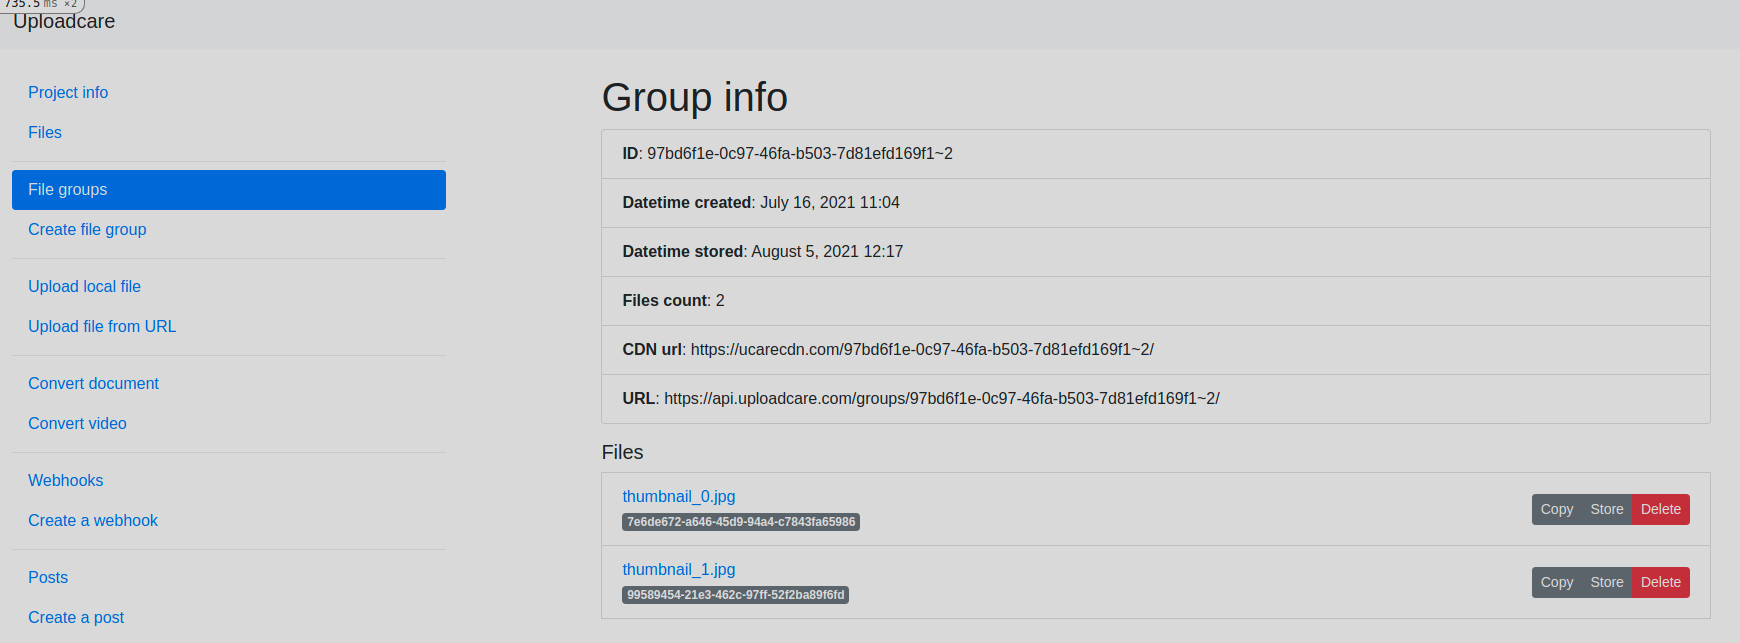 735.5 ms ×2
Uploadcare
Project info
Files
File groups
Create file group
Upload local file
Upload file from URL
Convert document
Convert video
Webhooks
Create a webhook
Posts
Create a post
Group info
ID: 97bd6f1e-0c97-46fa-b503-7d81efd169f1~2
Datetime created: July 16, 2021 11:04
Datetime stored: August 5, 2021 12:17
Files count: 2
CDN url: https://ucarecdn.com/97bd6f1e-0c97-46fa-b503-7d81efd169f1~2/
URL: https://api.uploadcare.com/groups/97bd6f1e-0c97-46fa-b503-7d81efd169f1~2/
Files
thumbnail_0.jpg
7e6de672-a646-45d9-94a4-c7843fa65986
Copy Store Delete
thumbnail_1.jpg
99589454-21e3-462c-97ff-52f2ba89f6fd
Copy Store Delete